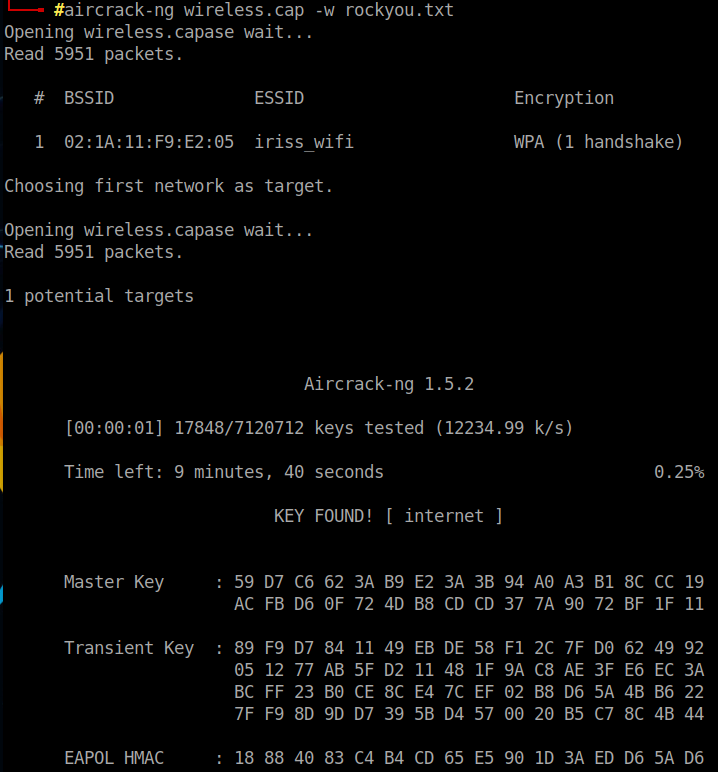 #aircrack-ng wireless.cap -w rockyou.txt
Opening wireless.capase wait...
Read 5951 packets.
# BSSID ESSID Encryption
1 02:1A:11:F9:E2:05 iriss_wifi WPA (1 handshake)
Choosing first network as target.
Opening wireless.capase wait...
Read 5951 packets.
1 potential targets
Aircrack-ng 1.5.2
[00:00:01] 17848/7120712 keys tested (12234.99 k/s)
Time left: 9 minutes, 40 seconds 0.25%
KEY FOUND! [ internet ]
Master Key : 59 D7 C6 62 3A B9 E2 3A 3B 94 A0 A3 B1 8C CC 19
AC FB D6 0F 72 4D B8 CD CD 37 7A 90 72 BF 1F 11
Transient Key : 89 F9 D7 84 11 49 EB DE 58 F1 2C 7F D0 62 49 92
05 12 77 AB 5F D2 11 48 1F 9A C8 AE 3F E6 EC 3A
BC FF 23 B0 CE 8C E4 7C EF 02 B8 D6 5A 4B B6 22
7F F9 8D 9D D7 39 5B D4 57 00 20 B5 C7 8C 4B 44
EAPOL HMAC : 18 88 40 83 C4 B4 CD 65 E5 90 1D 3A ED D6 5A D6